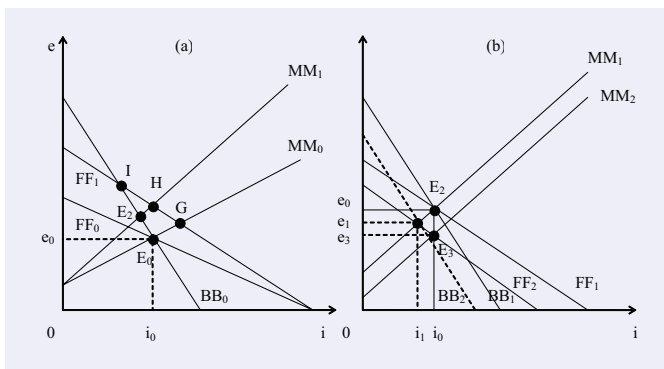 e
(a)
MM₁
MM₀
I
H
FF₁
E₂
G
FF₀
e₀
E₀
BB₀
0
i₀
i
(b)
MM₁
MM₂
E₂
e₀
e₁
e₃
E₃
FF₂
FF₁
BB₂
BB₁
0
i₁
i₀
i